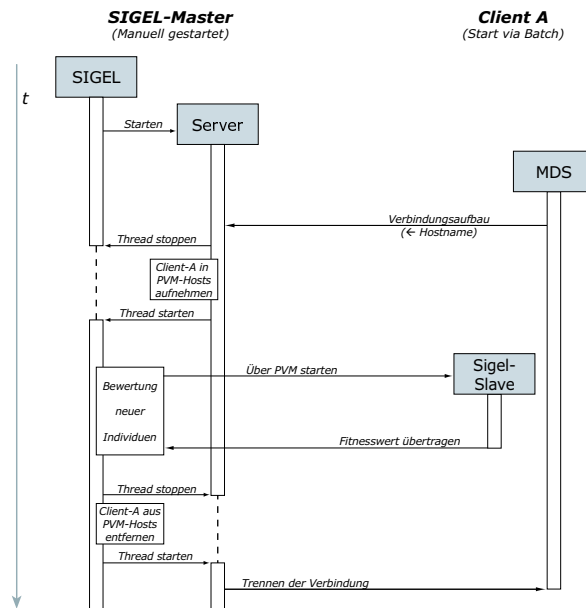 SIGEL-Master
(Manuell gestartet)
Client A
(Start via Batch)
t
SIGEL
Starten
Server
MDS
Verbindungsaufbau
(← Hostname)
Thread stoppen
Client-A in
PVM-Hosts
aufnehmen
Thread starten
Über PVM starten
Sigel-
Slave
Bewertung
neuer
Individuen
Fitnesswert übertragen
Thread stoppen
Client-A aus
PVM-Hosts
entfernen
Thread starten
Trennen der Verbindung